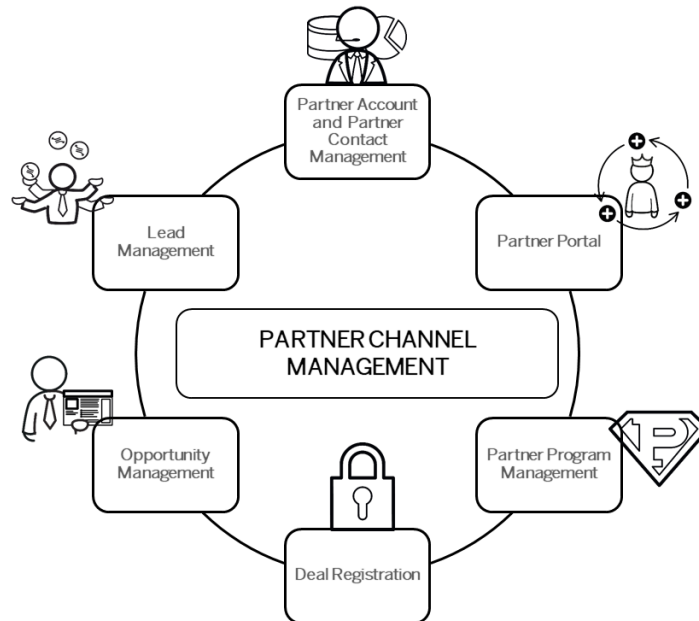 Partner Account
and Partner
Contact
Management
Lead
Management
Partner Portal
PARTNER CHANNEL
MANAGEMENT
Opportunity
Management
Partner Program
Management
P
Deal Registration